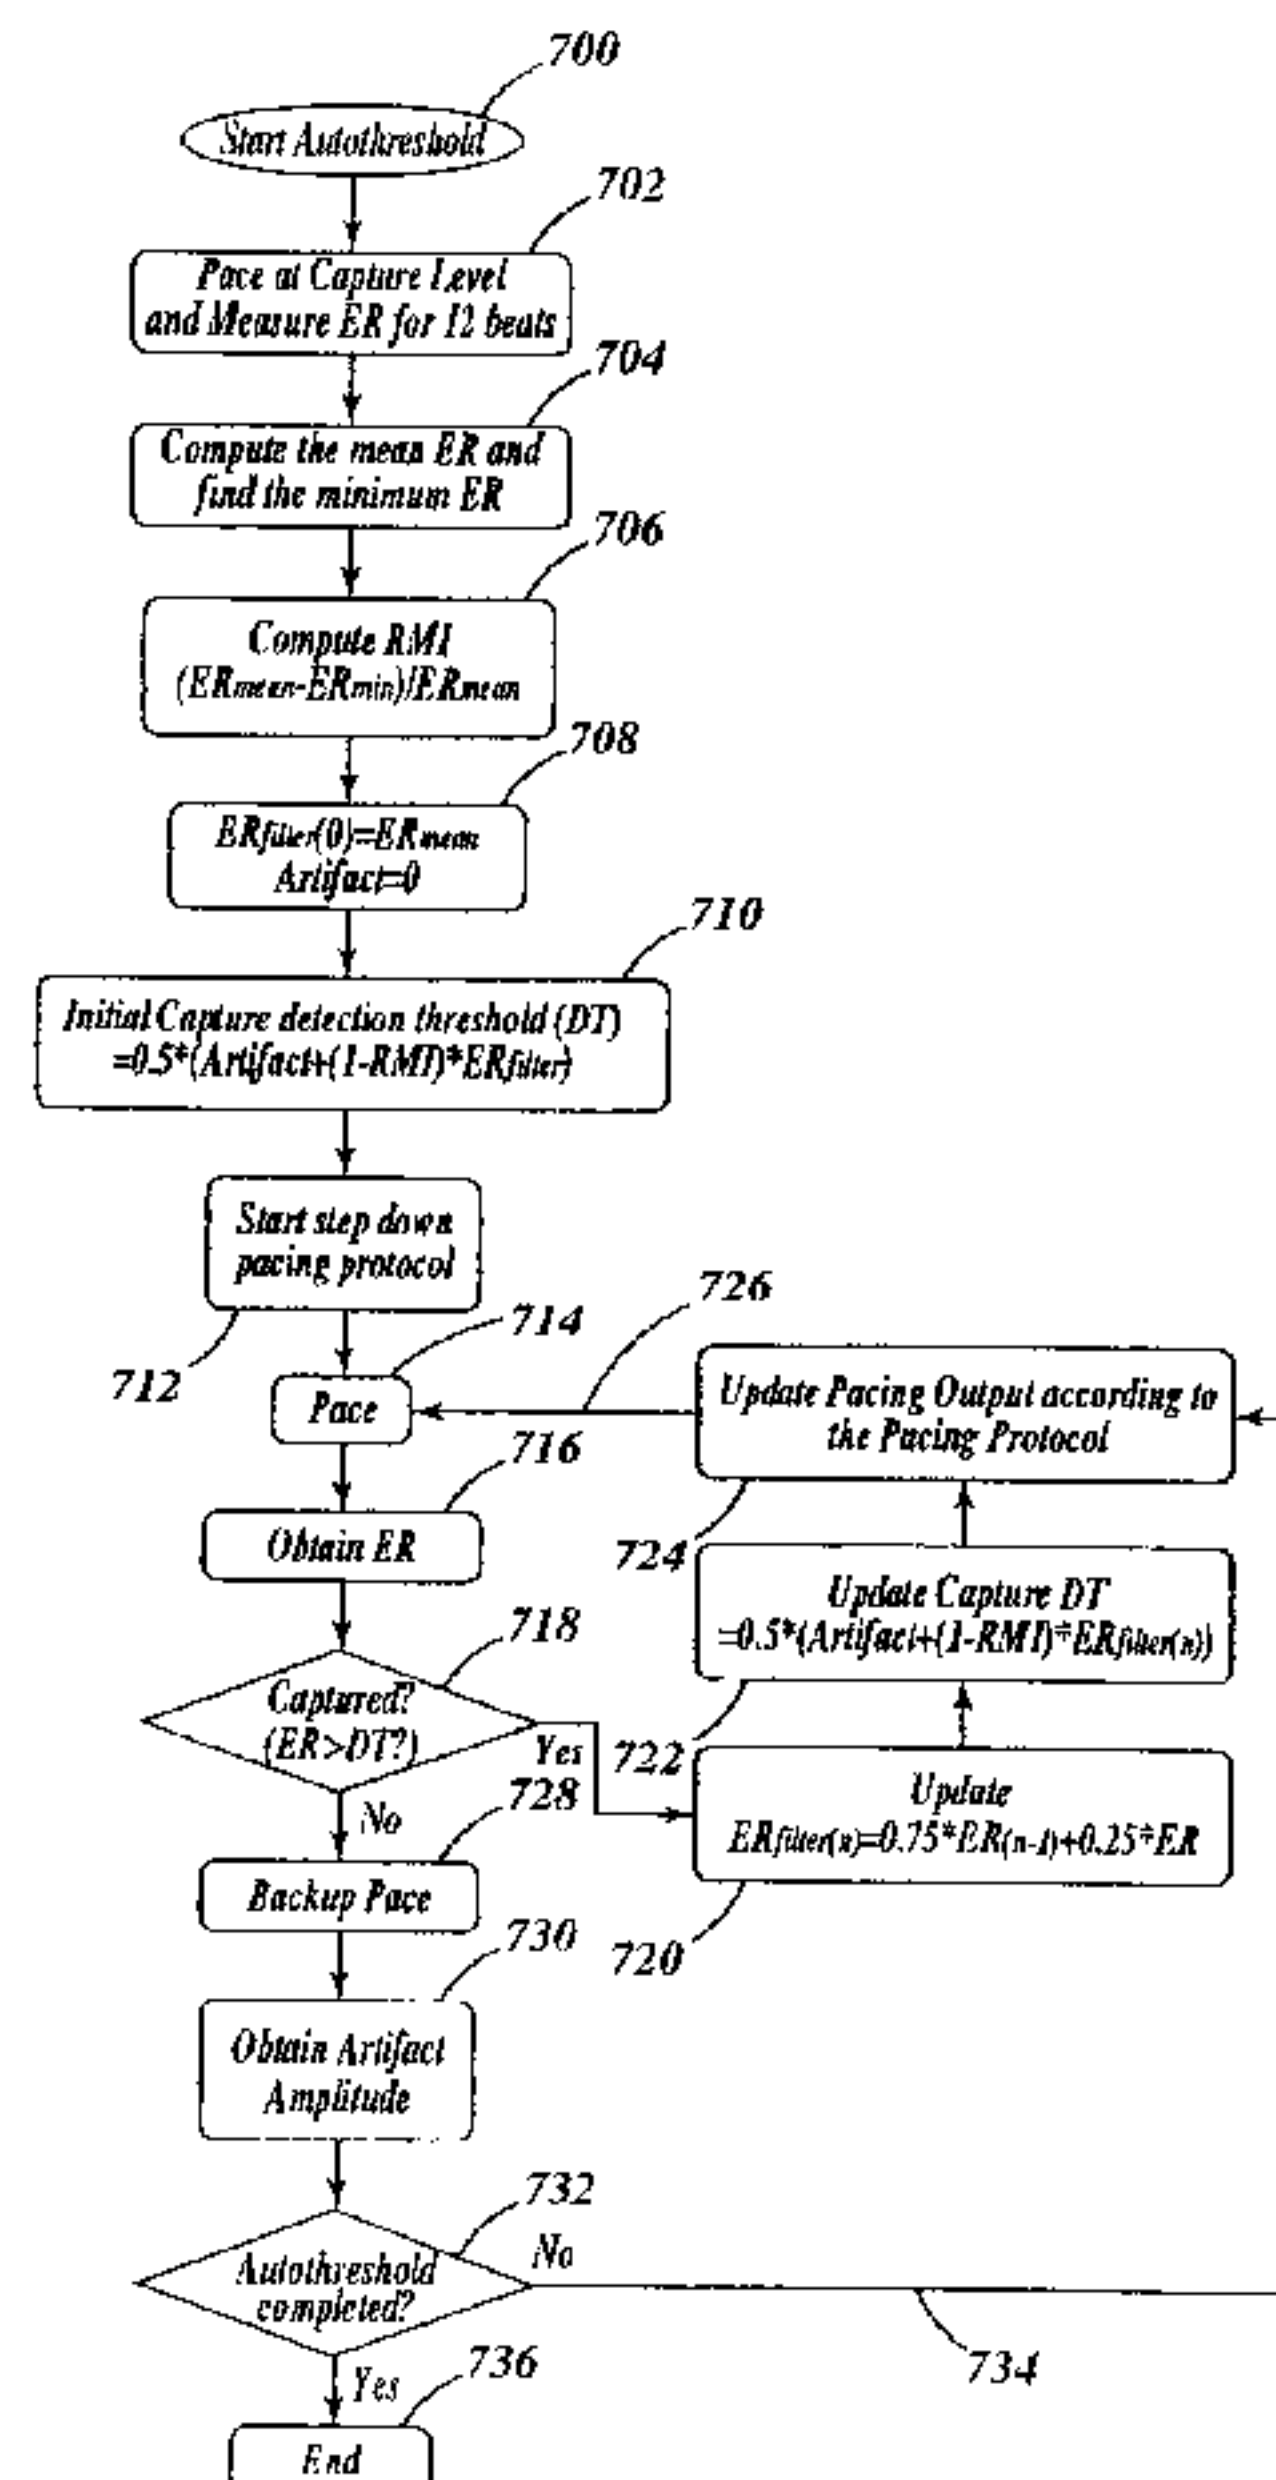 700
Start Autothreshold
702
Pace at Capture Level
and Measure ER for 12 beats
704
Compute the mean ER and
find the minimum ER
706
Compute RMI
(ERmean-ERmin)/ERmean
708
ERfilter(0)=ERmean
Artifact=0
710
Initial Capture detection threshold (DT)
=0.5*(Artifact+(1-RMI)*ERfilter)
Start step down
pacing protocol
712
714
Pace
726
Update Pacing Output according to
the Pacing Protocol
716
Obtain ER
724
Update Capture DT
=0.5*(Artifact+(1-RMI)*ERfilter(n))
718
Captured?
(ER>DT?)
Yes
722
Update
ERfilter(n)=0.75*ER(n-1)+0.25*ER
720
No
728
Backup Pace
730
Obtain Artifact
Amplitude
732
Autothreshold
completed?
No
734
Yes
736
End